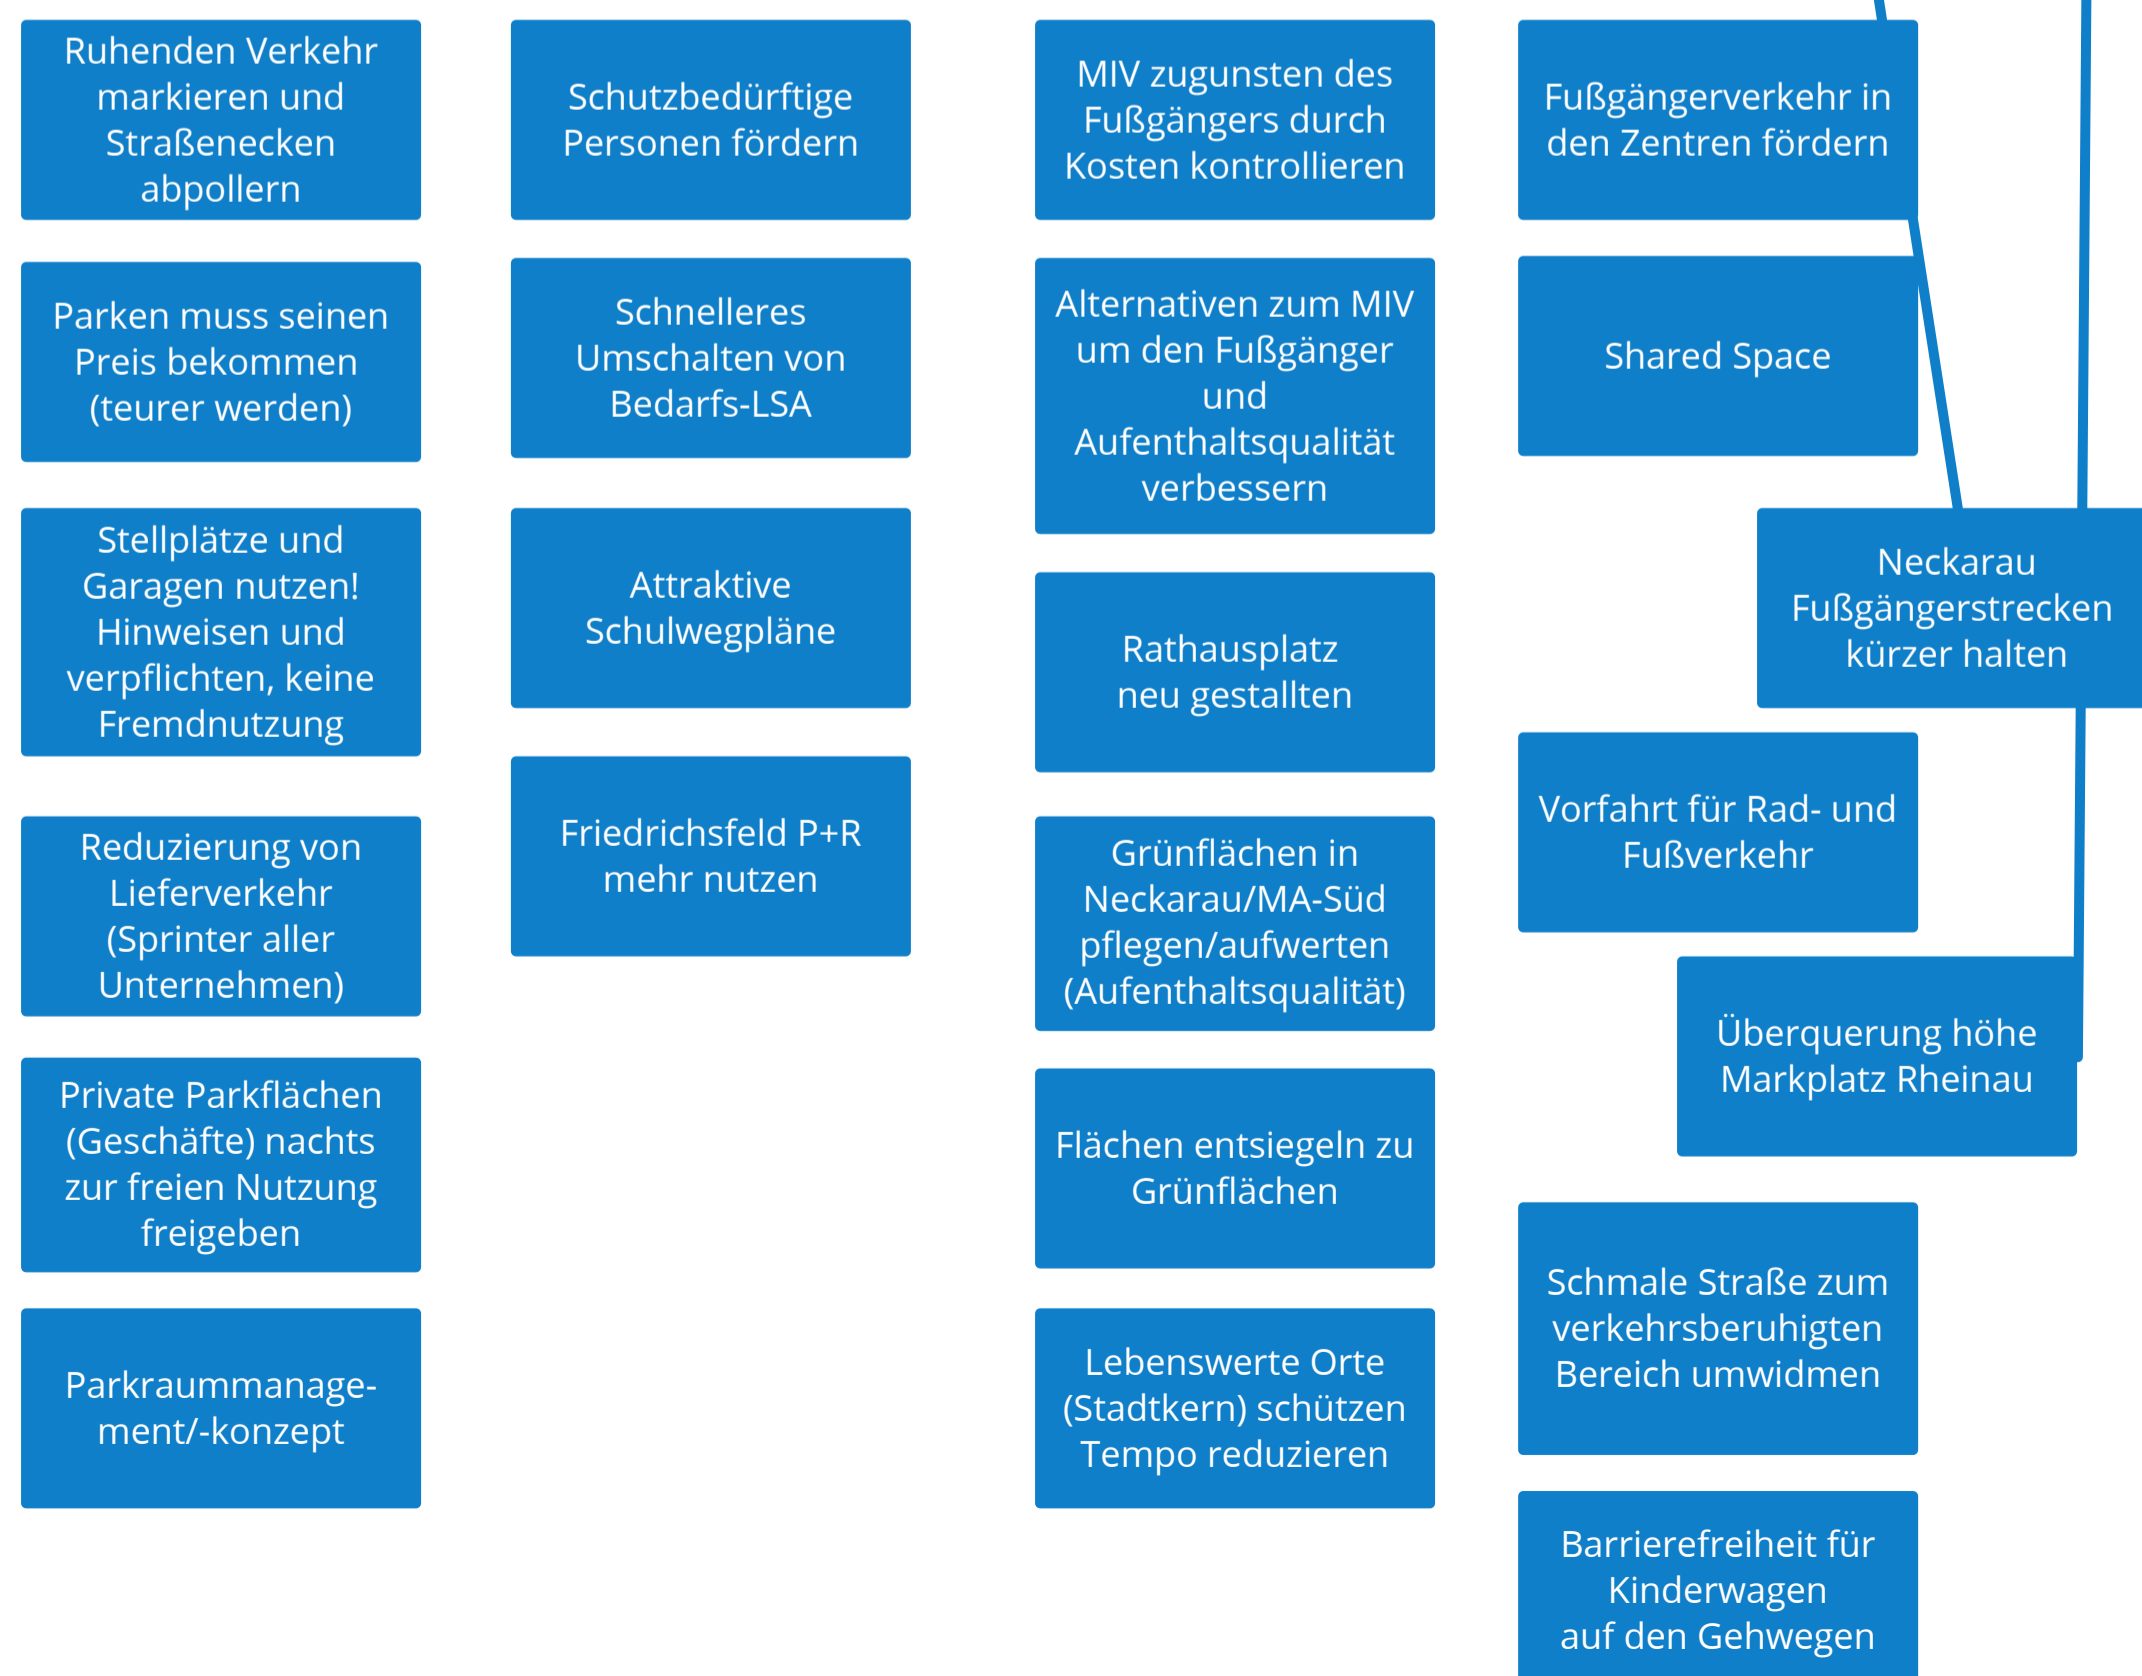 Ruhenden Verkehr
markieren und
Straßenecken
abpollern
Parken muss seinen
Preis bekommen
(teurer werden)
Stellplätze und
Garagen nutzen!
Hinweisen und
verpflichten, keine
Fremdnutzung
Reduzierung von
Lieferverkehr
(Sprinter aller
Unternehmen)
Private Parkflächen
(Geschäfte) nachts
zur freien Nutzung
freigeben
Parkraummanage-
ment/-konzept
Schutzbedürftige
Personen fördern
Schnelleres
Umschalten von
Bedarfs-LSA
Attraktive
Schulwegpläne
Friedrichsfeld P+R
mehr nutzen
MIV zugunsten des
Fußgängers durch
Kosten kontrollieren
Alternativen zum MIV
um den Fußgänger
und
Aufenthaltsqualität
verbessern
Rathausplatz
neu gestallten
Grünflächen in
Neckarau/MA-Süd
pflegen/aufwerten
(Aufenthaltsqualität)
Flächen entsiegeln zu
Grünflächen
Lebenswerte Orte
(Stadtkern) schützen
Tempo reduzieren
Fußgängerverkehr in
den Zentren fördern
Shared Space
Neckarau
Fußgängerstrecken
kürzer halten
Vorfahrt für Rad- und
Fußverkehr
Überquerung höhe
Markplatz Rheinau
Schmale Straße zum
verkehrsberuhigten
Bereich umwidmen
Barrierefreiheit für
Kinderwagen
auf den Gehwegen